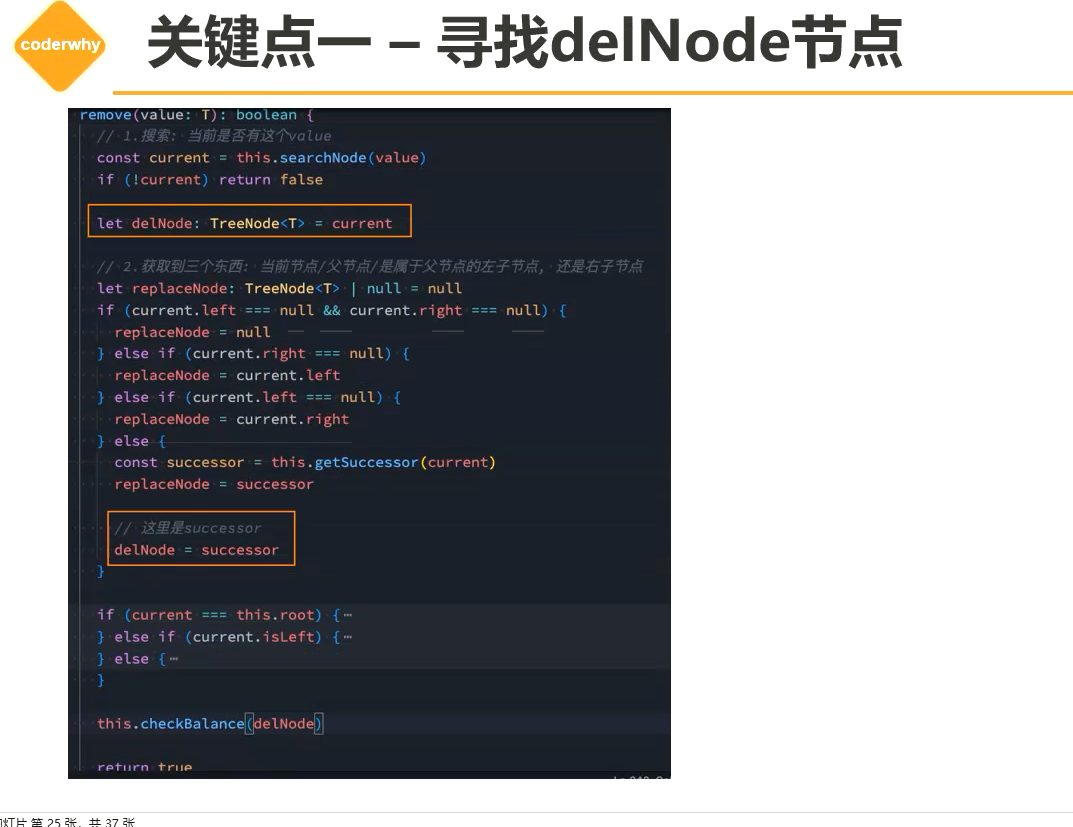 coderwhy
关键点一 – 寻找delNode节点
remove(value: T): boolean {
// 1.搜索: 当前是否有这个value
const current = this.searchNode(value)
if (!current) return false
let delNode: TreeNode<T> = current
// 2.获取到三个东西: 当前节点/父节点/是属于父节点的左子节点, 还是右子节点
let replaceNode: TreeNode<T> | null = null
if (current.left === null && current.right === null) {
replaceNode = null
} else if (current.right === null) {
replaceNode = current.left
} else if (current.left === null) {
replaceNode = current.right
} else {
const successor = this.getSuccessor(current)
replaceNode = successor
// 这里是successor
delNode = successor
}
if (current === this.root) {⋯
} else if (current.isLeft) {⋯
} else {⋯
}
this.checkBalance(delNode)
return true
灯片 第 25 张，共 37 张